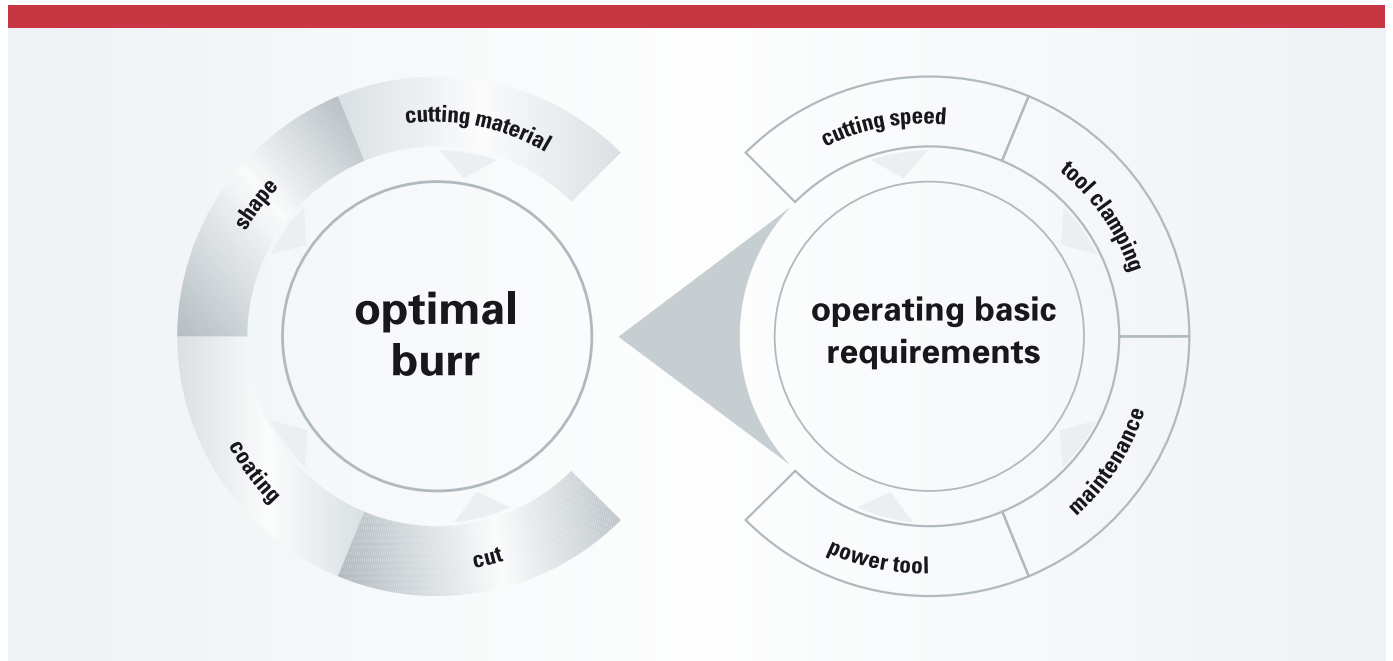 cutting material
shape
optimal
burr
coating
cut
cutting speed
tool clamping
operating basic
requirements
maintenance
power tool